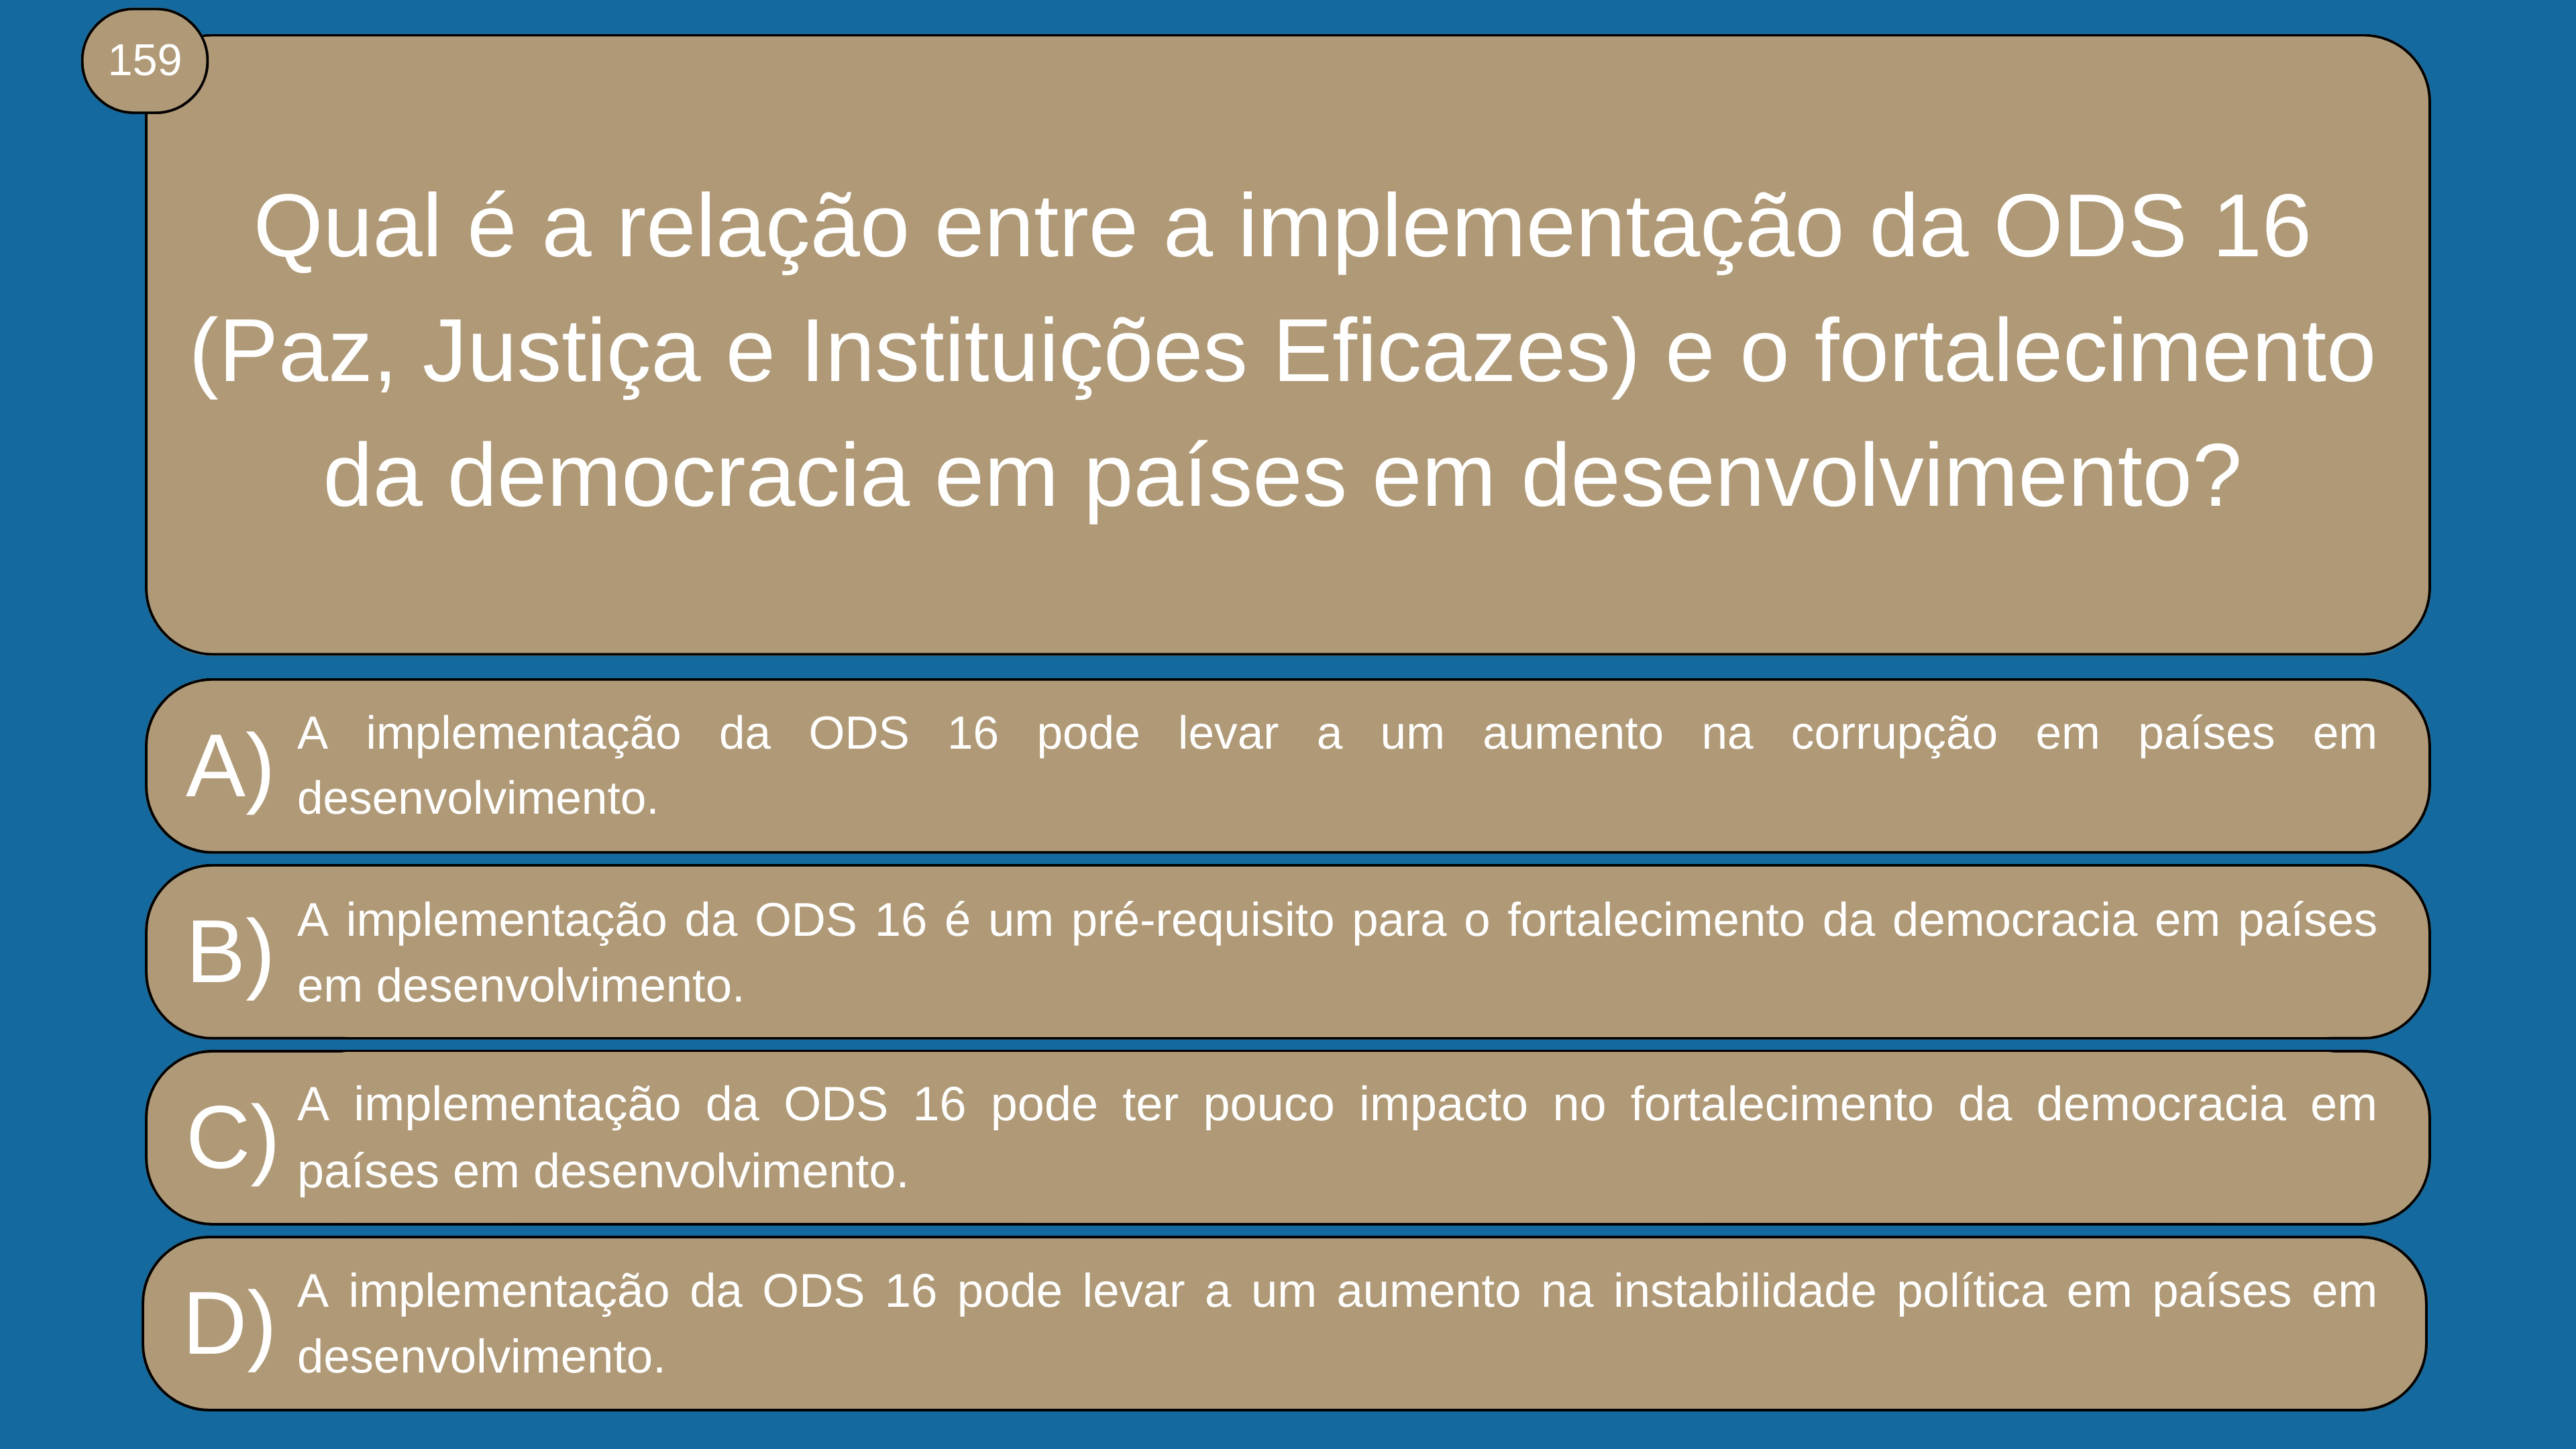 159
Qual é a relação entre a implementação da ODS 16
(Paz, Justiça e Instituições Eficazes) e o fortalecimento
da democracia em países em desenvolvimento?
A) A implementação da ODS 16 pode levar a um aumento na corrupção em países em
desenvolvimento.
B) A implementação da ODS 16 é um pré-requisito para o fortalecimento da democracia em países
em desenvolvimento.
C) A implementação da ODS 16 pode ter pouco impacto no fortalecimento da democracia em
países em desenvolvimento.
D) A implementação da ODS 16 pode levar a um aumento na instabilidade política em países em
desenvolvimento.